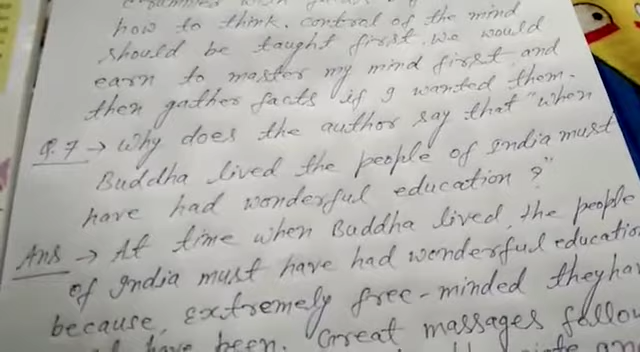 how to think. control of the mind
should be taught first. we would
earn to master my mind first and
then gather facts if I wanted them.
Q.7 → Why does the author say that "when
Buddha lived the people of India must
have had wonderful education ?"
Ans → At time when Buddha lived, the people
of India must have had wonderful educatio
because, extremely free-minded they ha
have been. Great massages follow